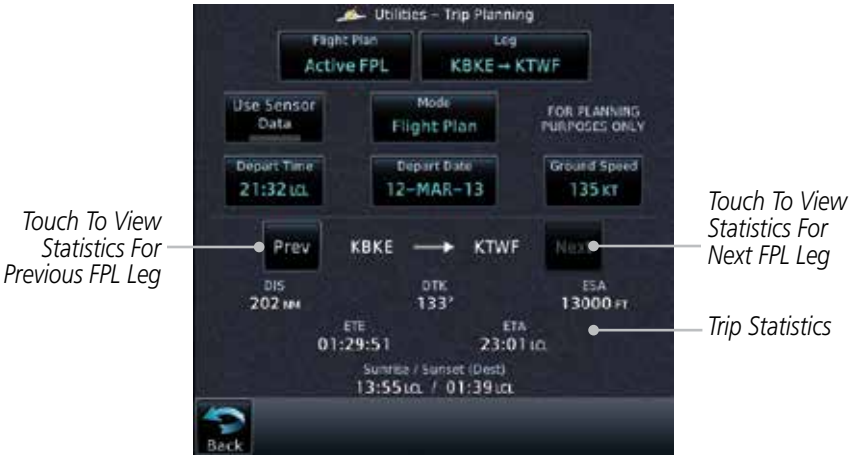 Utilities – Trip Planning
Flight Plan
Active FPL
Leg
KBKE → KTWF
Use Sensor
Data
Mode
Flight Plan
FOR PLANNING
PURPOSES ONLY
Depart Time
21:32 LCL
Depart Date
12-MAR-13
Ground Speed
135 KT
Touch To View
Statistics For
Previous FPL Leg
Prev
KBKE → KTWF
Next
Touch To View
Statistics For
Next FPL Leg
DIS
202 NM
DTK
133°
ESA
13000 FT
ETE
01:29:51
ETA
23:01 LCL
Trip Statistics
Sunrise / Sunset (Dest)
13:55 LCL / 01:39 LCL
Back